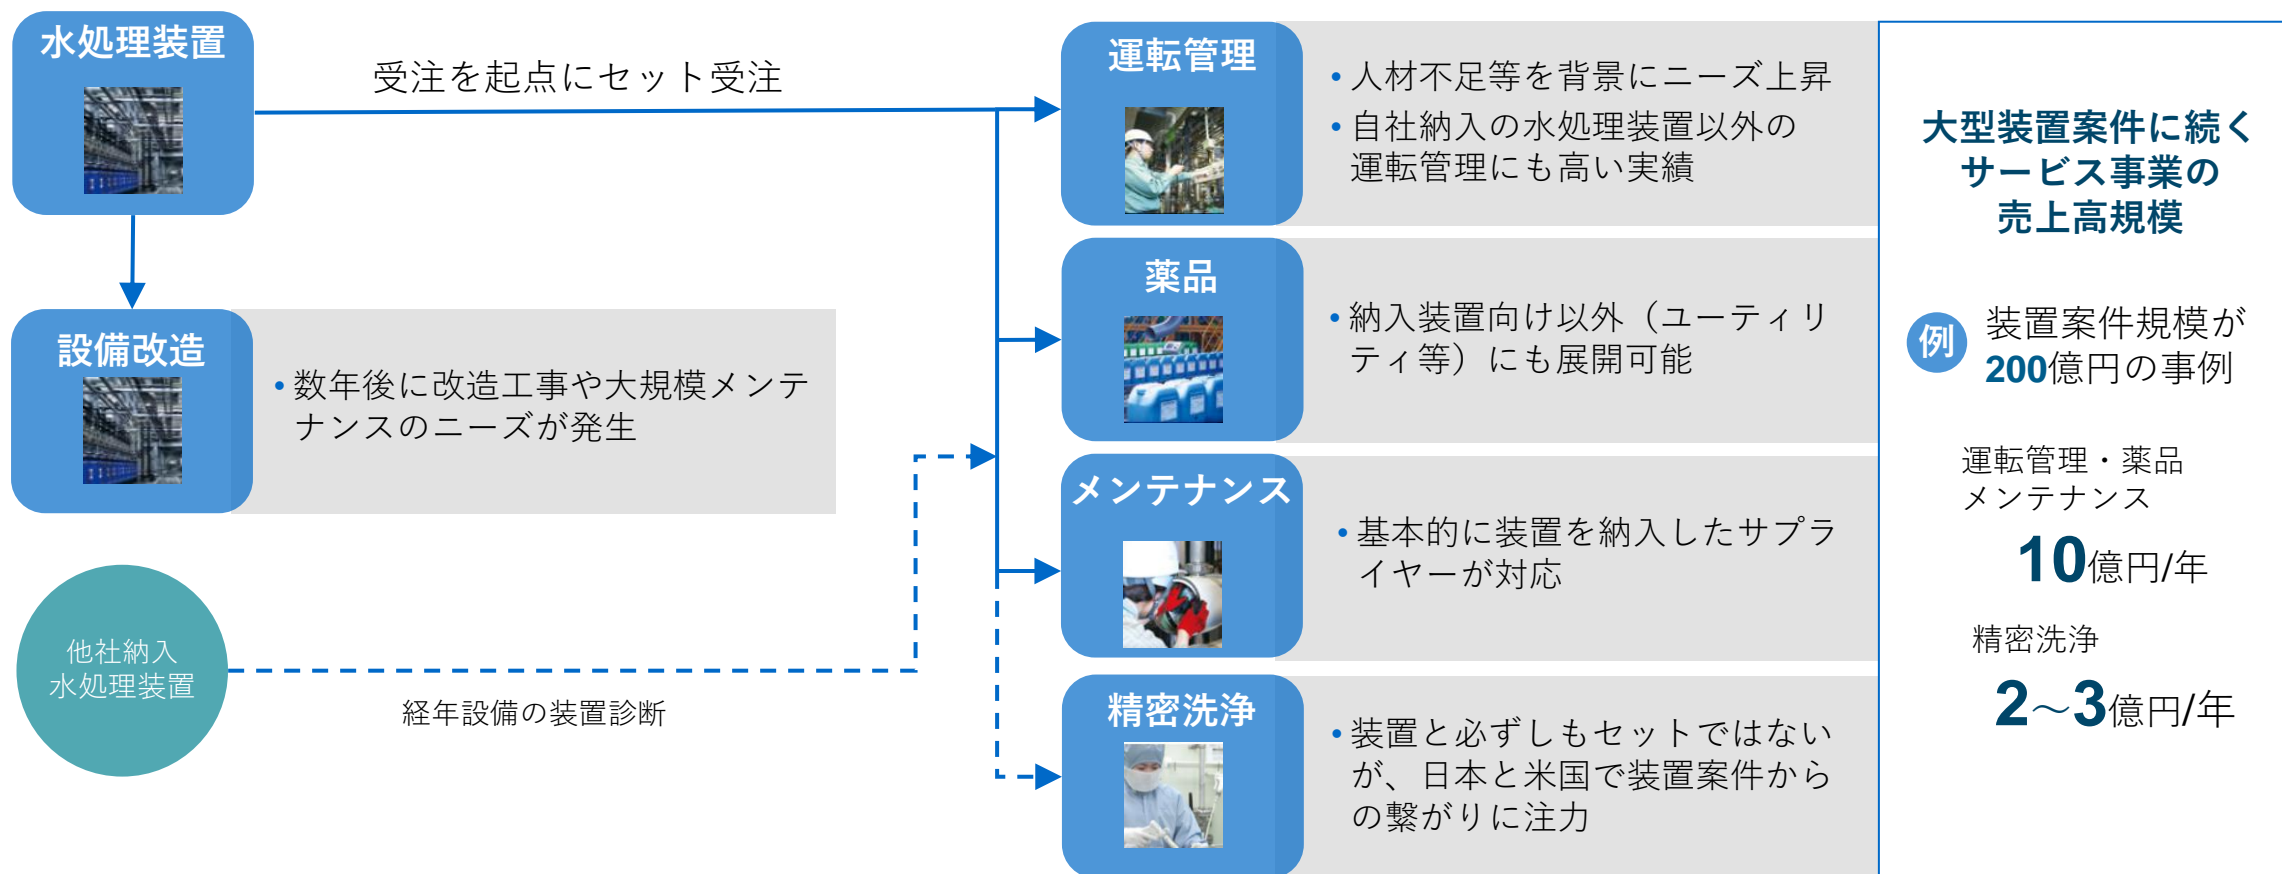 水処理装置
受注を起点にセット受注
設備改造
• 数年後に改造工事や大規模メンテ
ナンスのニーズが発生
他社納入
水処理装置
経年設備の装置診断
運転管理
• 人材不足等を背景にニーズ上昇
• 自社納入の水処理装置以外の
運転管理にも高い実績
薬品
• 納入装置向け以外（ユーティリ
ティ等）にも展開可能
メンテナンス
• 基本的に装置を納入したサプラ
イヤーが対応
精密洗浄
• 装置と必ずしもセットではない
が、日本と米国で装置案件から
の繋がりに注力
大型装置案件に続く
サービス事業の
売上高規模
例
装置案件規模が
200億円の事例
運転管理・薬品
メンテナンス
10億円/年
精密洗浄
2～3億円/年